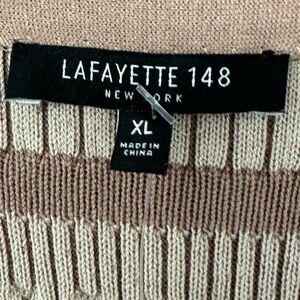 LAFAYETTE 148
NEW YORK
XL
MADE IN
CHINA